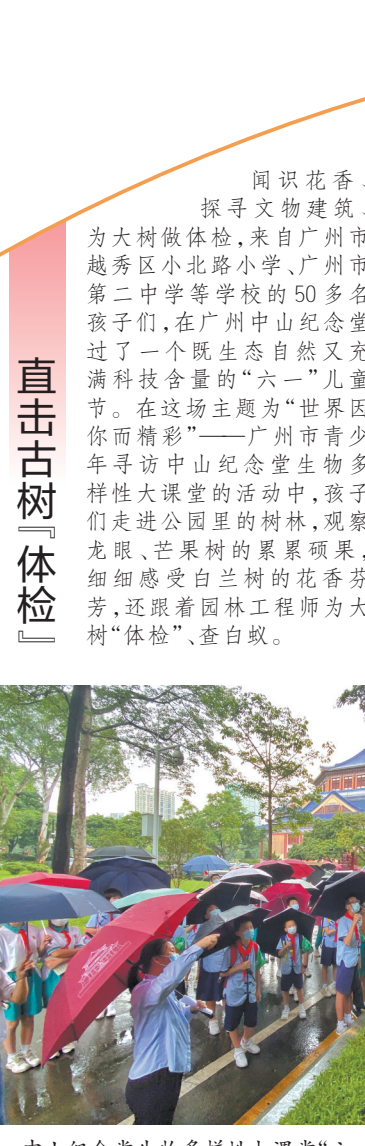 直击古树『体检』
闻识花香、
探寻文物建筑、
为大树做体检,来自广州市
越秀区小北路小学、广州市
第二中学等学校的 50 多名
孩子们,在广州中山纪念堂
过了一个既生态自然又充
满科技含量的“六一”儿童
节。在这场主题为“世界因
你而精彩”——广州市青少
年寻访中山纪念堂生物多
样性大课堂的活动中,孩子
们走进公园里的树林,观察
龙眼、芒果树的累累硕果,
细细感受白兰树的花香芬
芳,还跟着园林工程师为大
树“体检”、查白蚁。